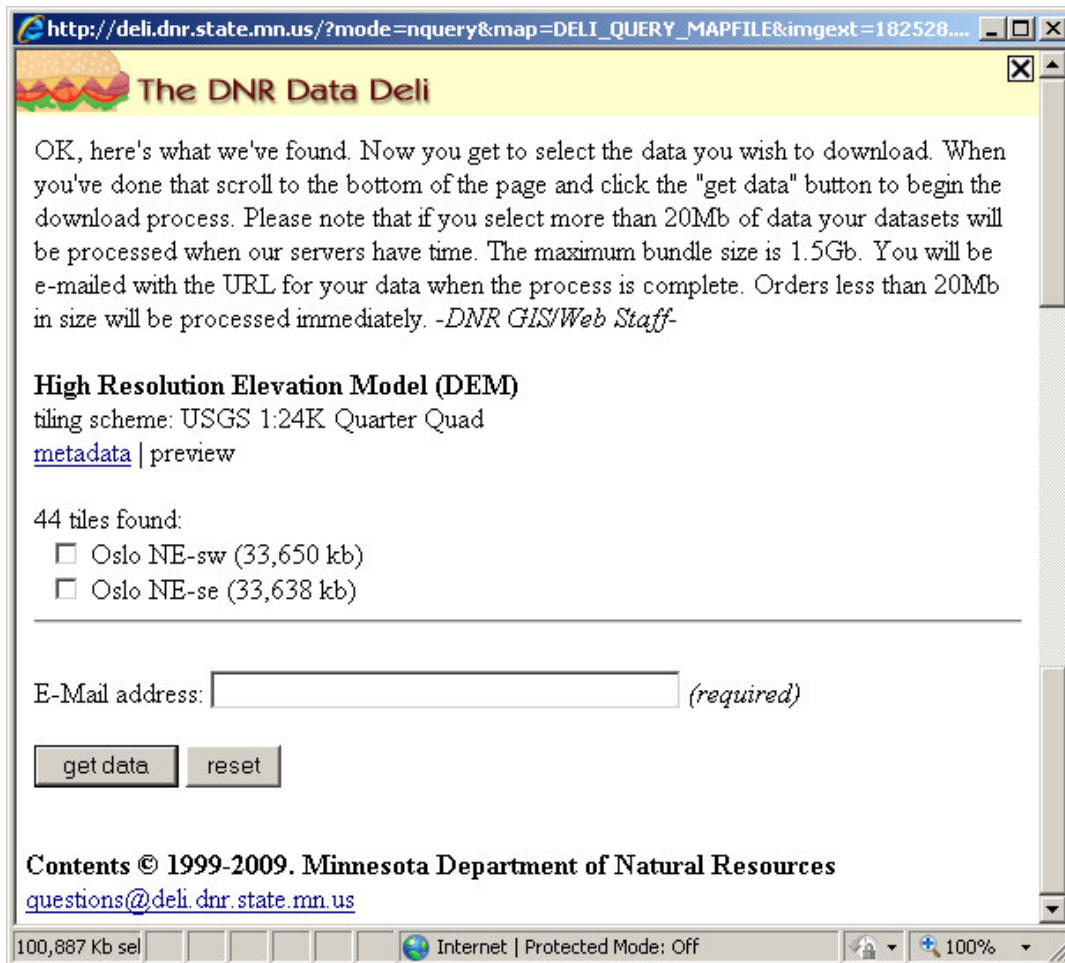 http://deli.dnr.state.mn.us/?mode=nquery&map=DELI_QUERY_MAPFILE&imgext=182528....
The DNR Data Deli
OK, here's what we've found. Now you get to select the data you wish to download. When
you've done that scroll to the bottom of the page and click the "get data" button to begin the
download process. Please note that if you select more than 20Mb of data your datasets will
be processed when our servers have time. The maximum bundle size is 1.5Gb. You will be
e-mailed with the URL for your data when the process is complete. Orders less than 20Mb
in size will be processed immediately. -DNR GIS/Web Staff-
High Resolution Elevation Model (DEM)
tiling scheme: USGS 1:24K Quarter Quad
metadata | preview
44 tiles found:
Oslo NE-sw (33,650 kb)
Oslo NE-se (33,638 kb)
E-Mail address: (required)
get data reset
Contents © 1999-2009. Minnesota Department of Natural Resources
questions@deli.dnr.state.mn.us
100,887 Kb sel Internet | Protected Mode: Off 100%